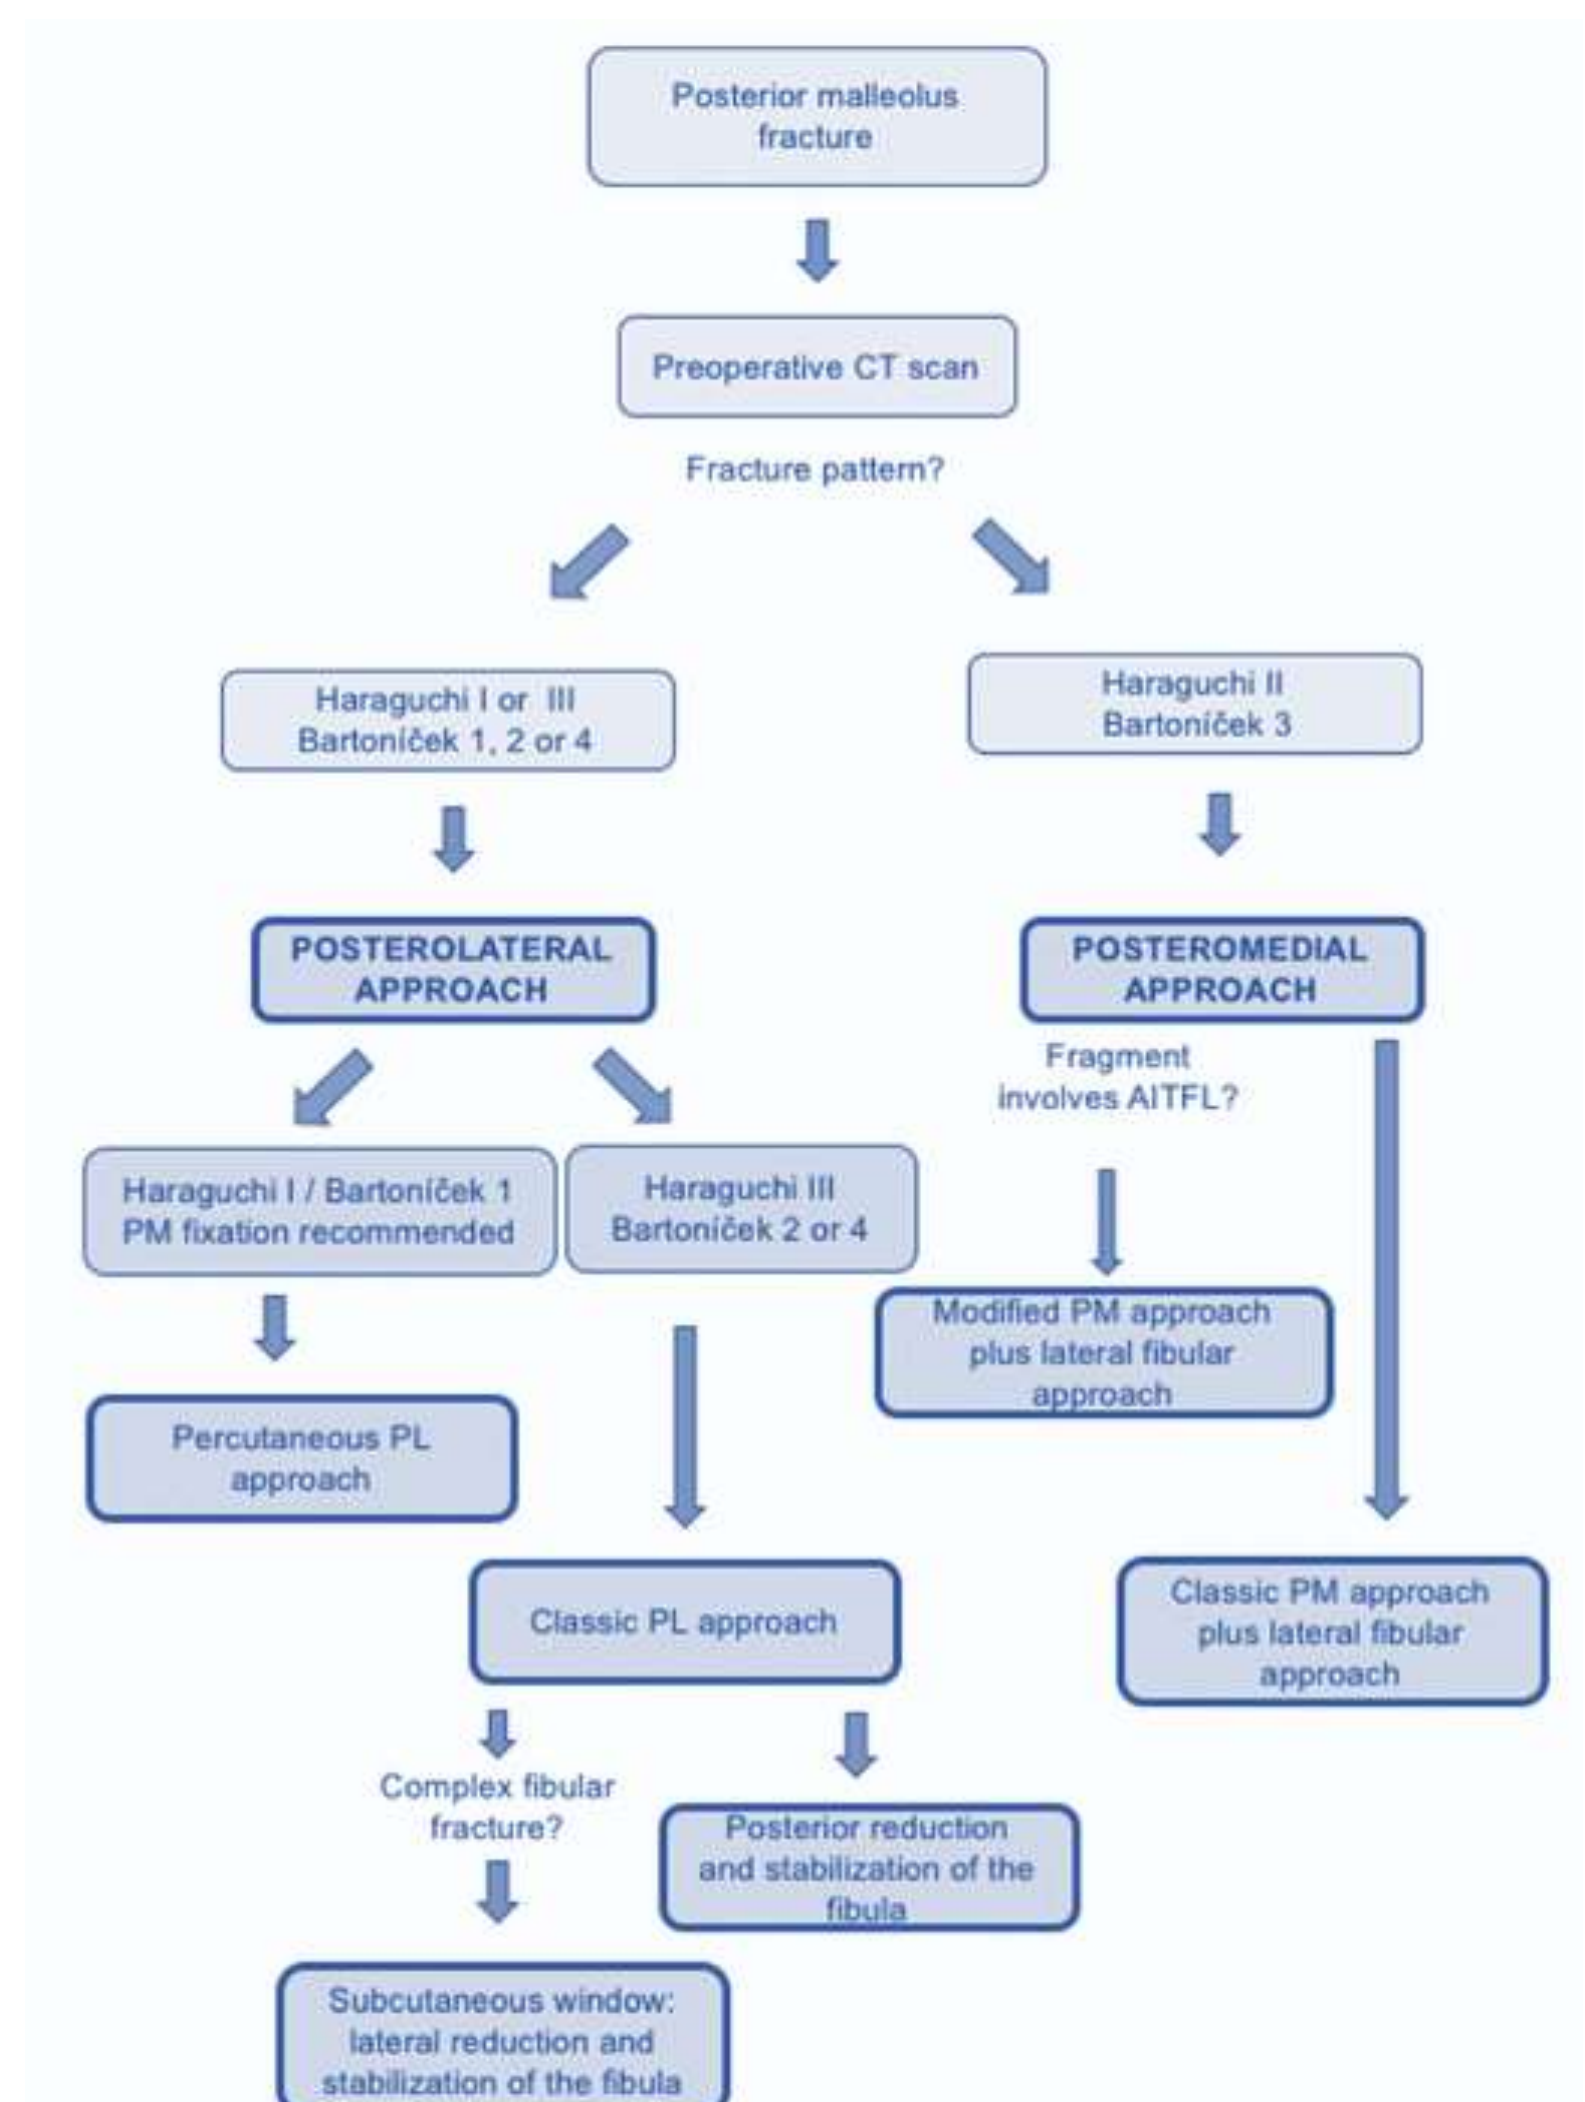 Posterior malleolus
fracture
Preoperative CT scan
Fracture pattern?
Haraguchi I or III
Bartoníček 1, 2 or 4
Haraguchi II
Bartoníček 3
POSTEROLATERAL
APPROACH
POSTEROMEDIAL
APPROACH
Fragment
involves AITFL?
Haraguchi I / Bartoníček 1
PM fixation recommended
Haraguchi III
Bartoníček 2 or 4
Modified PM approach
plus lateral fibular
approach
Percutaneous PL
approach
Classic PL approach
Classic PM approach
plus lateral fibular
approach
Complex fibular
fracture?
Posterior reduction
and stabilization of the
fibula
Subcutaneous window:
lateral reduction and
stabilization of the fibula